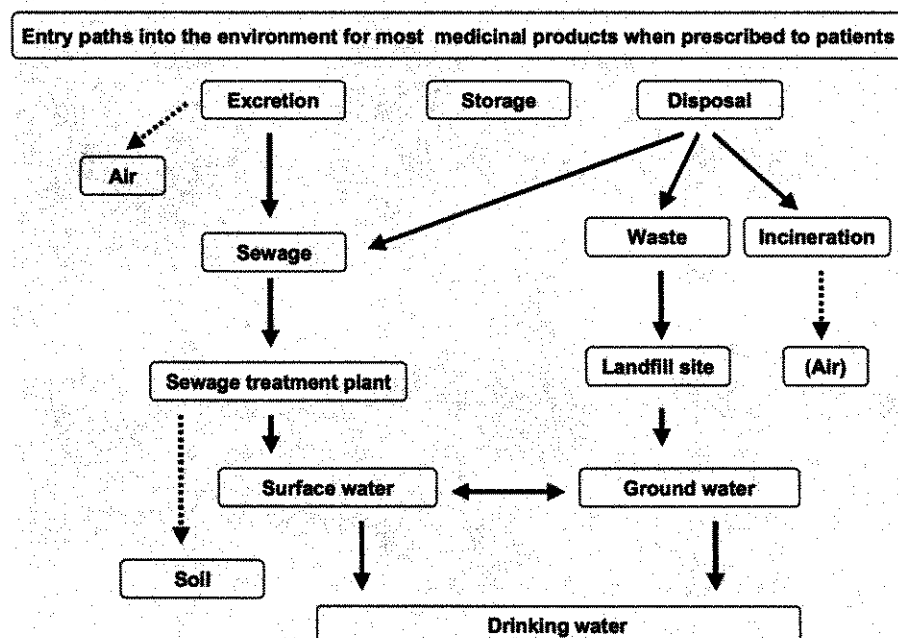 Entry paths into the environment for most medicinal products when prescribed to patients
Excretion
Storage
Disposal
Air
Sewage
Waste
Incineration
Sewage treatment plant
Landfill site
(Air)
Surface water
Ground water
Soil
Drinking water